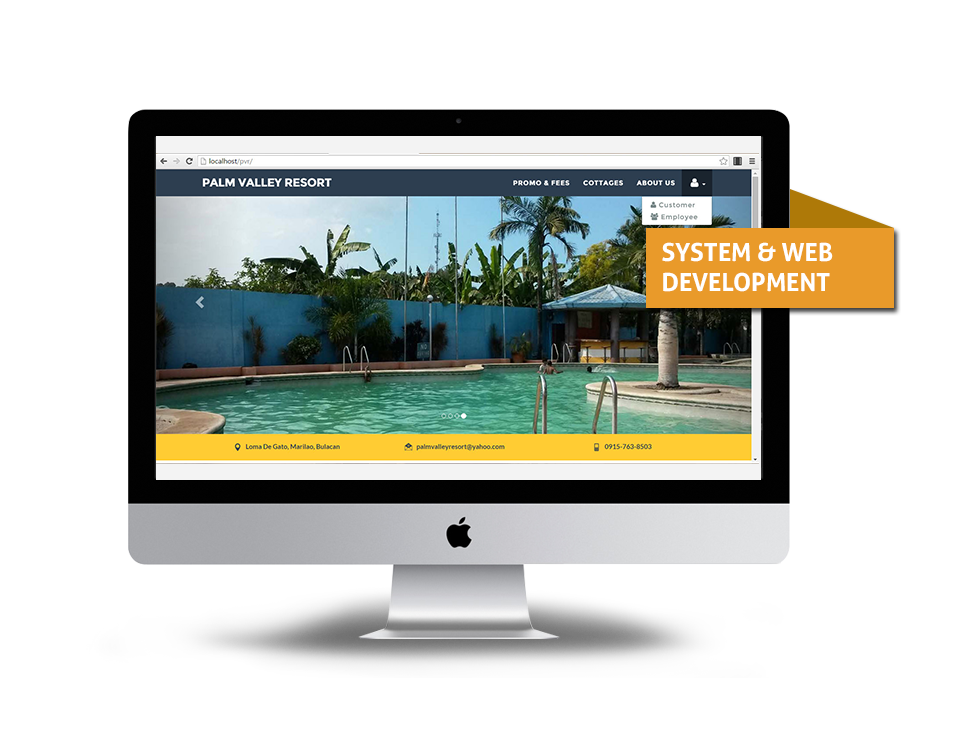 localhost/pvr/
PALM VALLEY RESORT
PROMO & FEES COTTAGES ABOUT US
Customer
Employee
SYSTEM & WEB
DEVELOPMENT
Loma De Gato, Marilao, Bulacan palmvalleyresort@yahoo.com 0915-763-8503